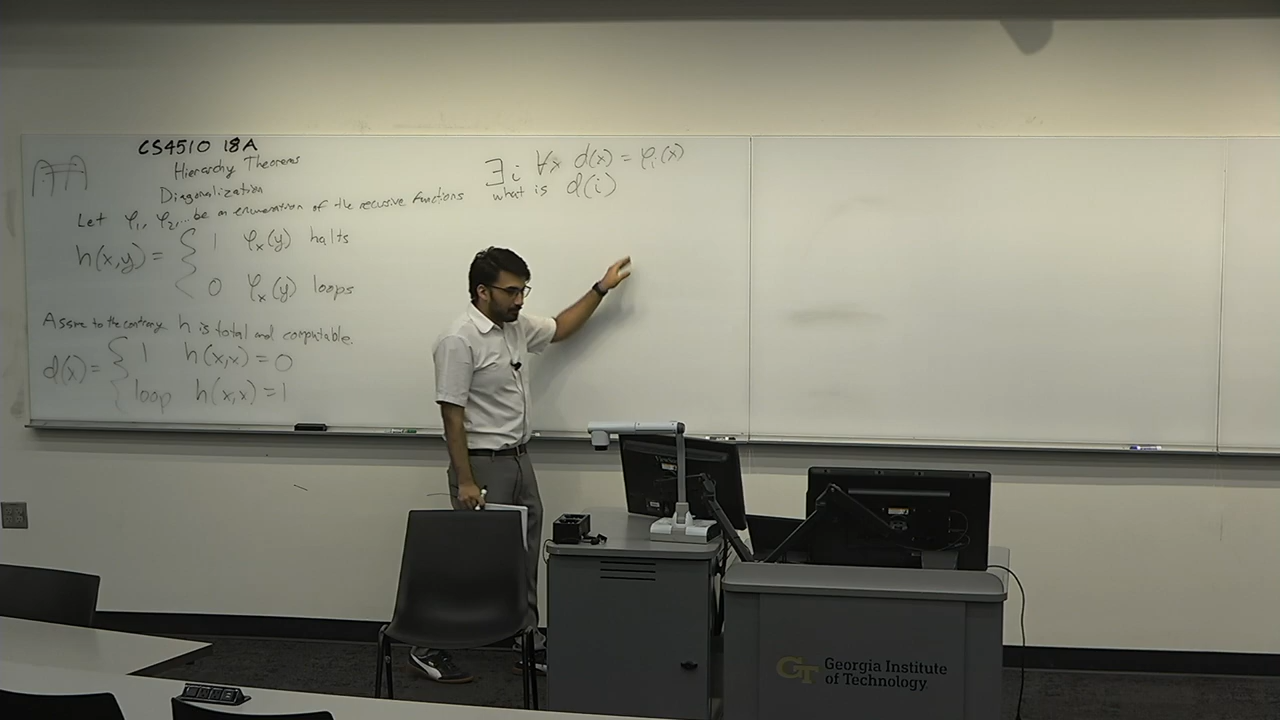 CS4510 18A
Hierarchy Theorems
Diagonalization
Let φ₁, φ₂, ... be an enumeration of the recursive functions
h(x,y) = { 1 φₓ(y) halts
0 φₓ(y) loops
Assume to the contrary h is total and computable.
d(x) = { 1 h(x,x) = 0
loop h(x,x) = 1
∃i ∀x d(x) = φᵢ(x)
what is d(i)
GT Georgia Institute
of Technology